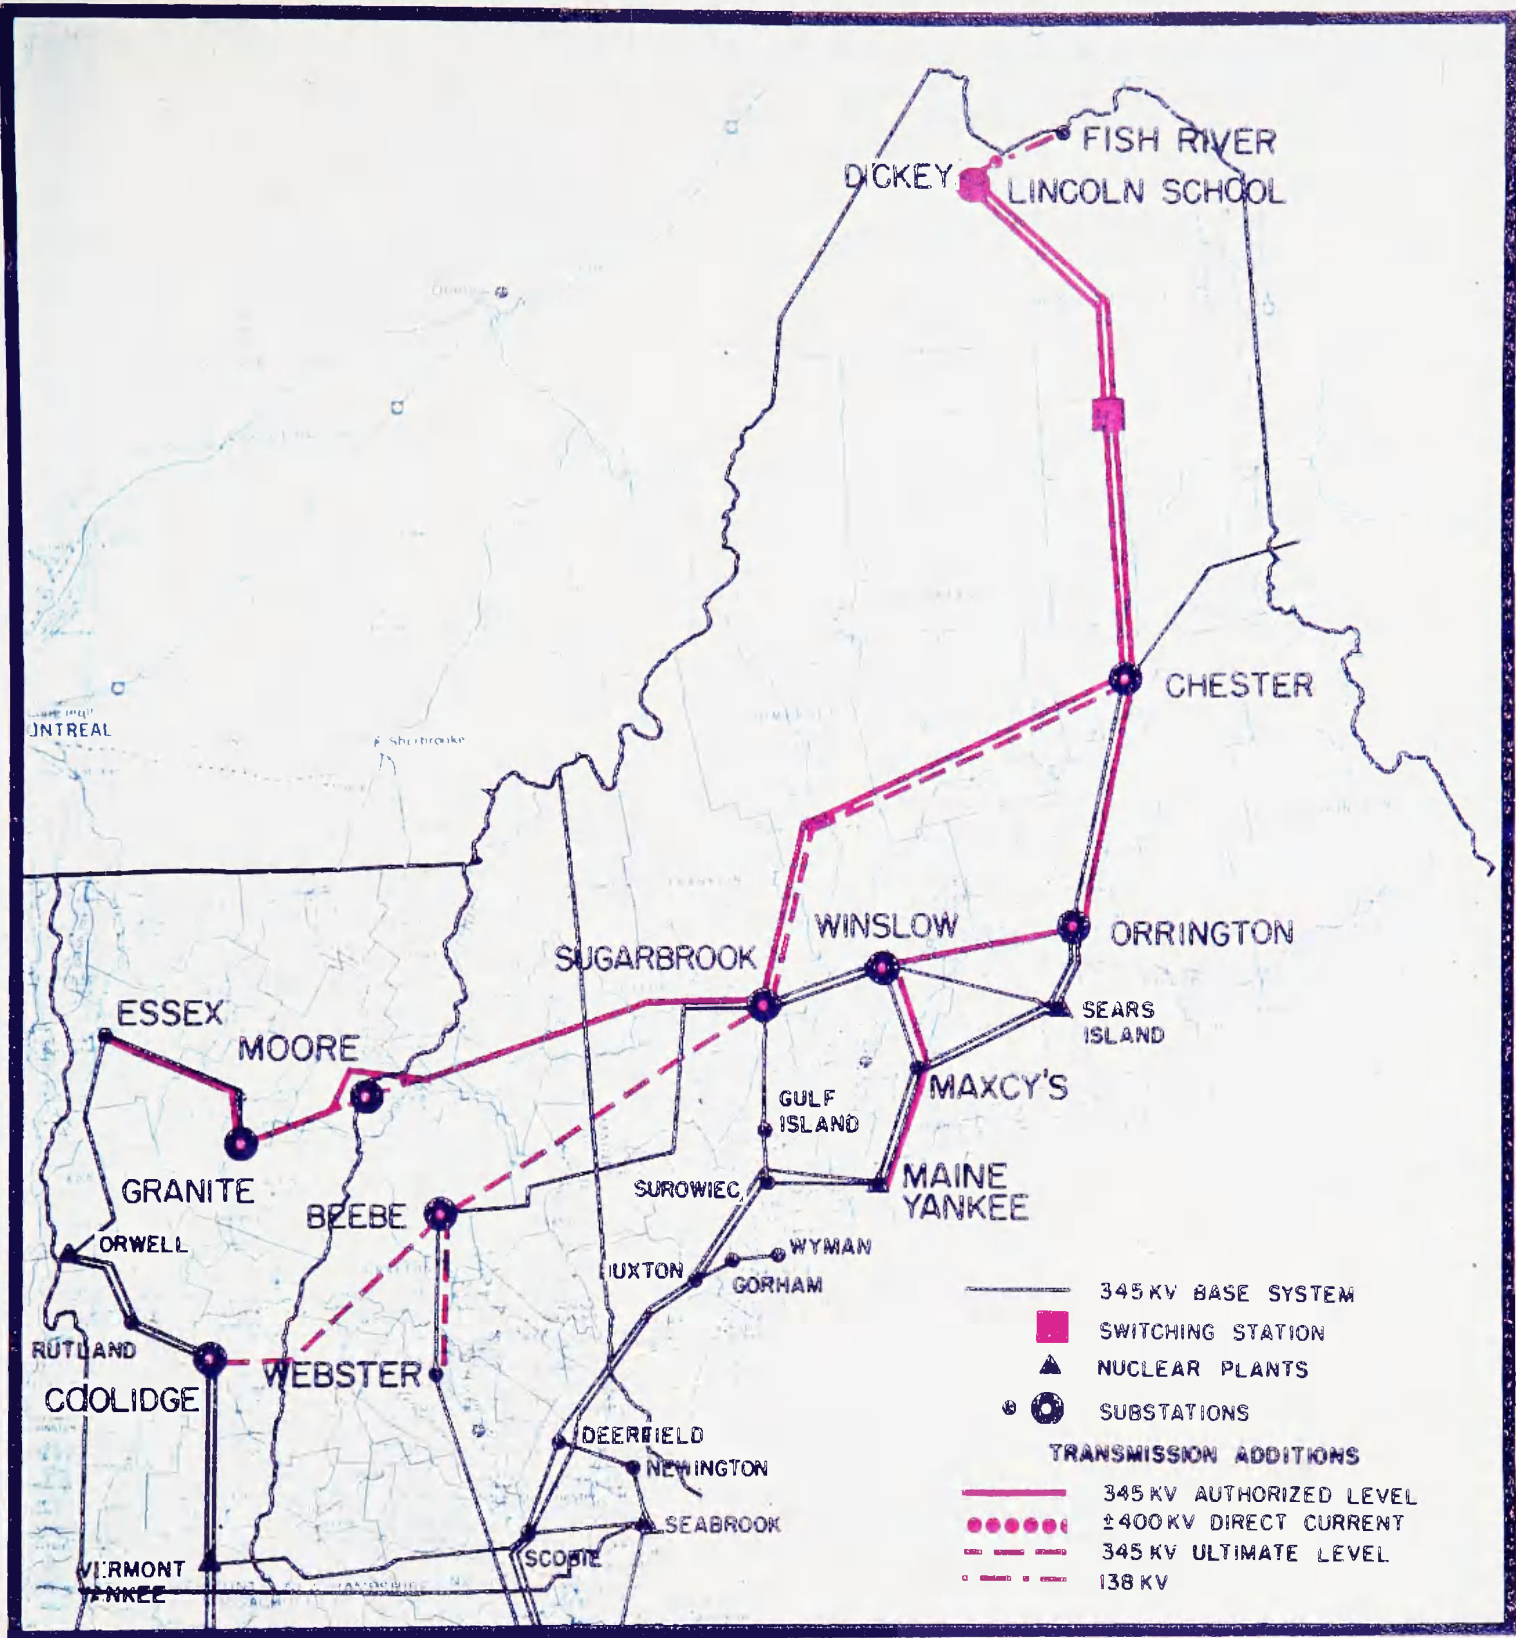 FISH RIVER
DICKEY
LINCOLN SCHOOL
CHESTER
Sherbrooke
WINSLOW
ORRINGTON
SUGARBROOK
ESSEX
MOORE
SEARS
ISLAND
MAXCY'S
GULF
ISLAND
GRANITE
SUROWIEC
MAINE
YANKEE
BEEBE
ORWELL
WYMAN
UXTON
GORHAM
RUTLAND
WEBSTER
COOLIDGE
DEERFIELD
NEWINGTON
SEABROOK
SCOBIE
VERMONT
YANKEE
345 KV BASE SYSTEM
SWITCHING STATION
NUCLEAR PLANTS
SUBSTATIONS
TRANSMISSION ADDITIONS
345 KV AUTHORIZED LEVEL
±400 KV DIRECT CURRENT
345 KV ULTIMATE LEVEL
138 KV